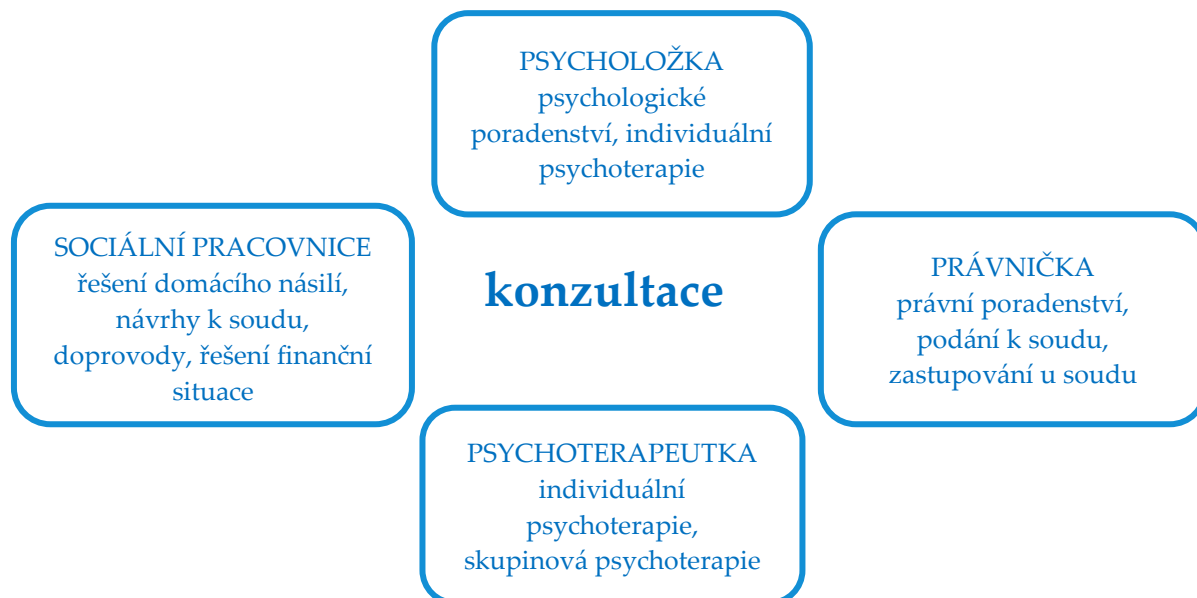 PSYCHOLOŽKA
psychologické
poradenství, individuální
psychoterapie
SOCIÁLNÍ PRACOVNICE
řešení domácího násilí,
návrhy k soudu,
doprovody, řešení finanční
situace
konzultace
PRÁVNIČKA
právní poradenství,
podání k soudu,
zastupování u soudu
PSYCHOTERAPEUTKA
individuální
psychoterapie,
skupinová psychoterapie